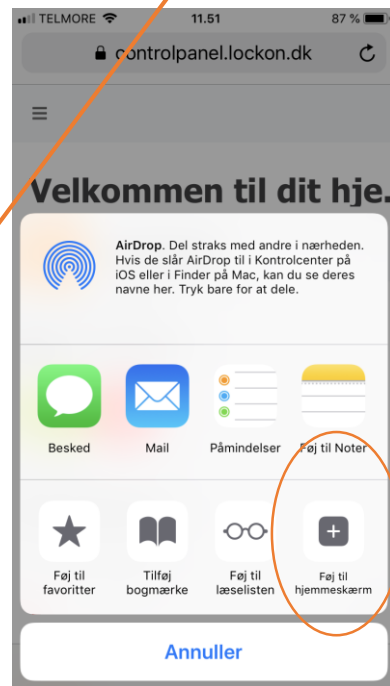 TELMORE 11.51 87 %
controlpanel.lockon.dk
Velkommen til dit hje.
AirDrop. Del straks med andre i nærheden.
Hvis de slår AirDrop til i Kontrolcenter på
iOS eller i Finder på Mac, kan du se deres
navne her. Tryk bare for at dele.
Besked Mail Påmindelser Føj til Noter
Føj til favoritter
Tilføj bogmærke
Føj til læselisten
Føj til hjemmeskærm
Annuller